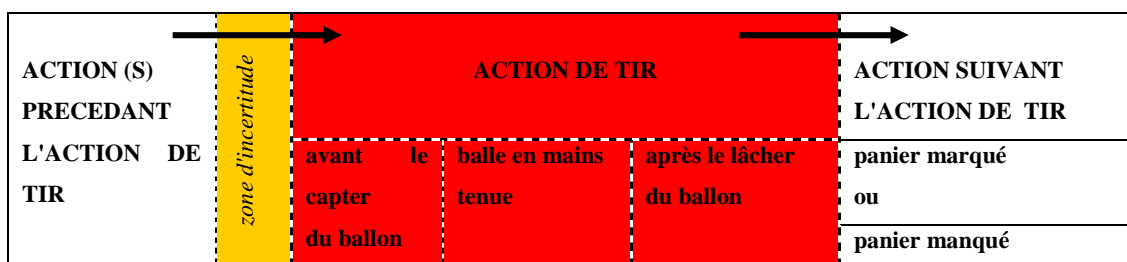 ACTION (S)
PRECEDANT
L'ACTION DE
TIR
zone d'incertitude
ACTION DE TIR
avant le
capter
du ballon
balle en mains
tenue
après le lâcher
du ballon
ACTION SUIVANT
L'ACTION DE TIR
panier marqué
ou
panier manqué